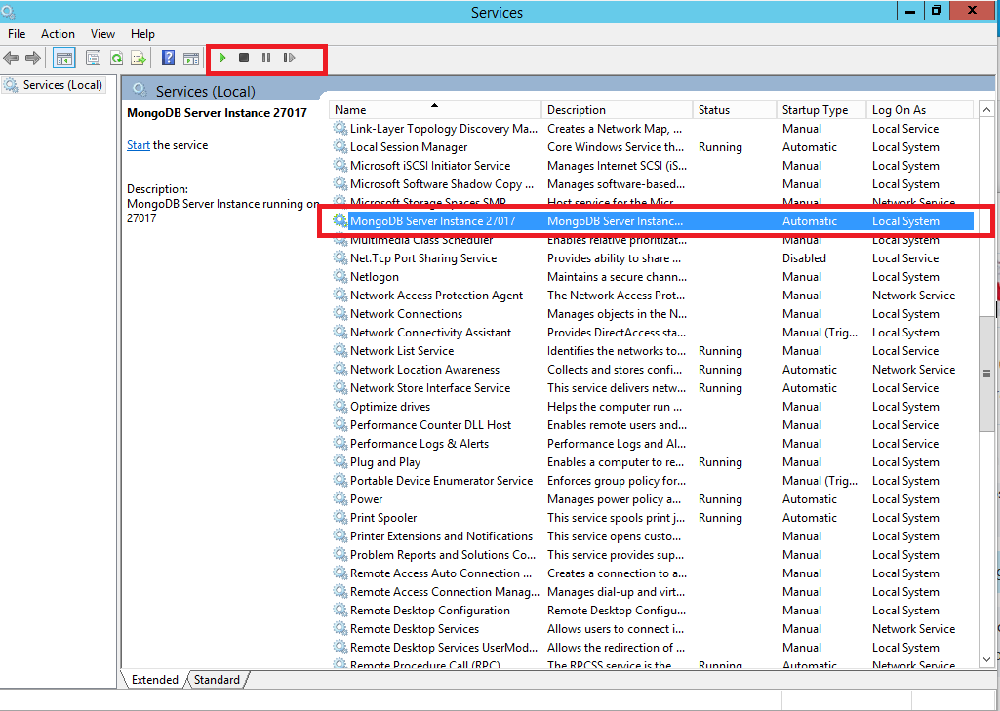 Services
File Action View Help
Services (Local)
Services (Local)
MongoDB Server Instance 27017
Start the service
Description:
MongoDB Server Instance running on
27017
Name Description Status Startup Type Log On As
Link-Layer Topology Discovery Ma... Creates a Network Map, ... Manual Local Service
Local Session Manager Core Windows Service th... Running Automatic Local System
Microsoft iSCSI Initiator Service Manages Internet SCSI (iS... Manual Local System
Microsoft Software Shadow Copy ... Manages software-based... Manual Local System
Microsoft Storage Spaces SMP Host service for the Micr... Manual Network Service
MongoDB Server Instance 27017 MongoDB Server Instanc... Automatic Local System
Multimedia Class Scheduler Enables relative prioritizat... Manual Local System
Net.Tcp Port Sharing Service Provides ability to share ... Disabled Local Service
Netlogon Maintains a secure chann... Manual Local System
Network Access Protection Agent The Network Access Prot... Manual Network Service
Network Connections Manages objects in the N... Manual Local System
Network Connectivity Assistant Provides DirectAccess sta... Manual (Trig... Local System
Network List Service Identifies the networks to... Running Manual Local Service
Network Location Awareness Collects and stores confi... Running Automatic Network Service
Network Store Interface Service This service delivers netw... Running Automatic Local Service
Optimize drives Helps the computer run ... Manual Local System
Performance Counter DLL Host Enables remote users and... Manual Local Service
Performance Logs & Alerts Performance Logs and Al... Manual Local Service
Plug and Play Enables a computer to re... Running Manual Local System
Portable Device Enumerator Service Enforces group policy for... Manual (Trig... Local System
Power Manages power policy a... Running Automatic Local System
Print Spooler This service spools print j... Running Automatic Local System
Printer Extensions and Notifications This service opens custo... Manual Local System
Problem Reports and Solutions Co... This service provides sup... Manual Local System
Remote Access Auto Connection ... Creates a connection to a... Manual Local System
Remote Access Connection Manag... Manages dial-up and virt... Manual Local System
Remote Desktop Configuration Remote Desktop Configu... Manual Local System
Remote Desktop Services Allows users to connect i... Manual Network Service
Remote Desktop Services UserMod... Allows the redirection of ... Manual Local System
Remote Procedure Call (RPC) The RPCSS service is the ... Running Automatic Network Service
Extended Standard